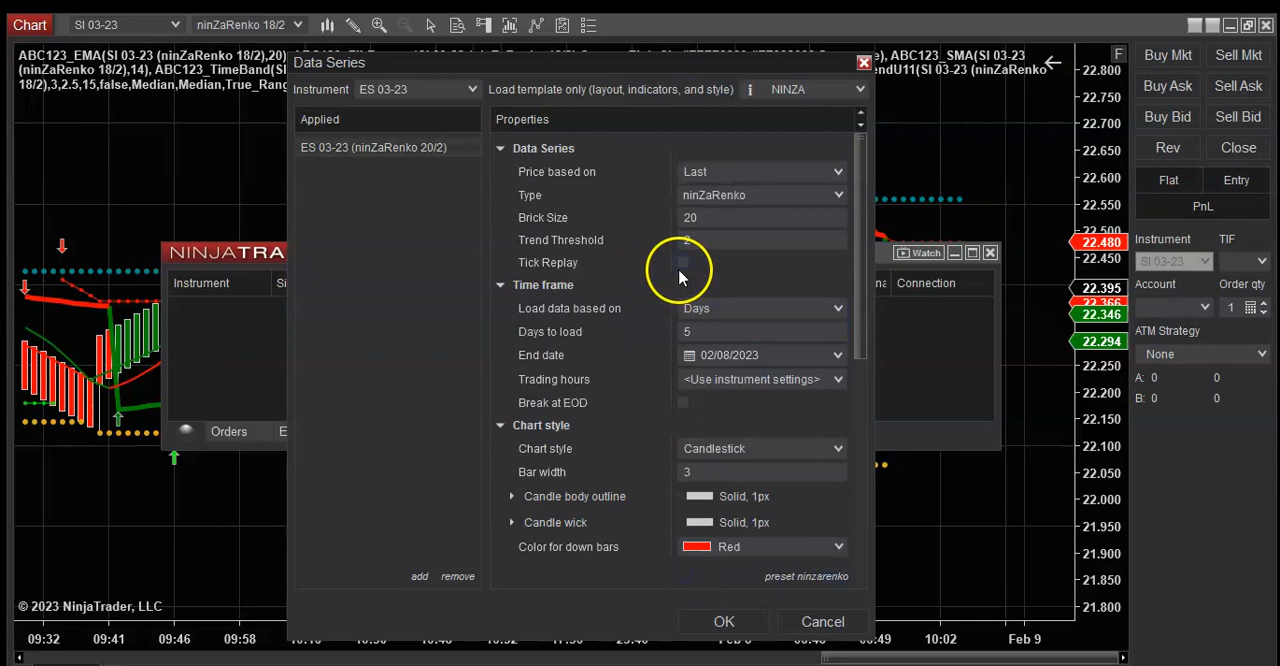 Chart SI 03-23 ninZaRenko 18/2
ABC123_EMA(SI 03-23 (ninZaRenko 18/2),20)
ABC123_SMA(SI 03-23
(ninZaRenko 18/2),14), ABC123_TimeBand(SI
endU11(SI 03-23 (ninZaRenko
18/2),3,2.5,15,false,Median,Median,True_Rang
F
Data Series
Instrument ES 03-23 Load template only (layout, indicators, and style) i NINZA
Applied Properties
ES 03-23 (ninZaRenko 20/2)
Data Series
Price based on Last
Type ninZaRenko
Brick Size 20
Trend Threshold 2
Tick Replay
Time frame
Load data based on Days
Days to load 5
End date 02/08/2023
Trading hours <Use instrument settings>
Break at EOD
Chart style
Chart style Candlestick
Bar width 3
Candle body outline Solid, 1px
Candle wick Solid, 1px
Color for down bars Red
add remove preset ninzarenko
OK Cancel
NINJATRADER
Instrument
Orders
Watch
Connection
22.800
22.750
22.700
22.650
22.600
22.550
22.480
22.450
22.395
22.366
22.346
22.294
22.250
22.200
22.150
22.100
22.050
22.000
21.950
21.900
21.850
21.800
Buy Mkt Sell Mkt
Buy Ask Sell Ask
Buy Bid Sell Bid
Rev Close
Flat Entry
PnL
Instrument TIF
SI 03-23
Account Order qty
1
ATM Strategy
None
A: 0 0
B: 0 0
© 2023 NinjaTrader, LLC
09:32 09:41 09:46 09:58 10:02 Feb 9